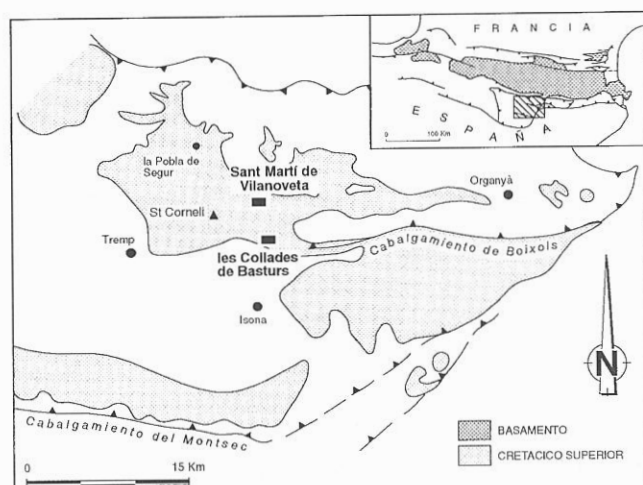 FRANCIA
ESPAÑA
0 100 Km
la Pobla de
Segur
Sant Martí de
Vilanoveta
Organyà
St Cornell
Tremp
les Collades
de Basturs
Cabalgamiento de Boixols
Isona
N
Cabalgamiento del Montsec
BASAMENTO
CRETACICO SUPERIOR
0 15 Km